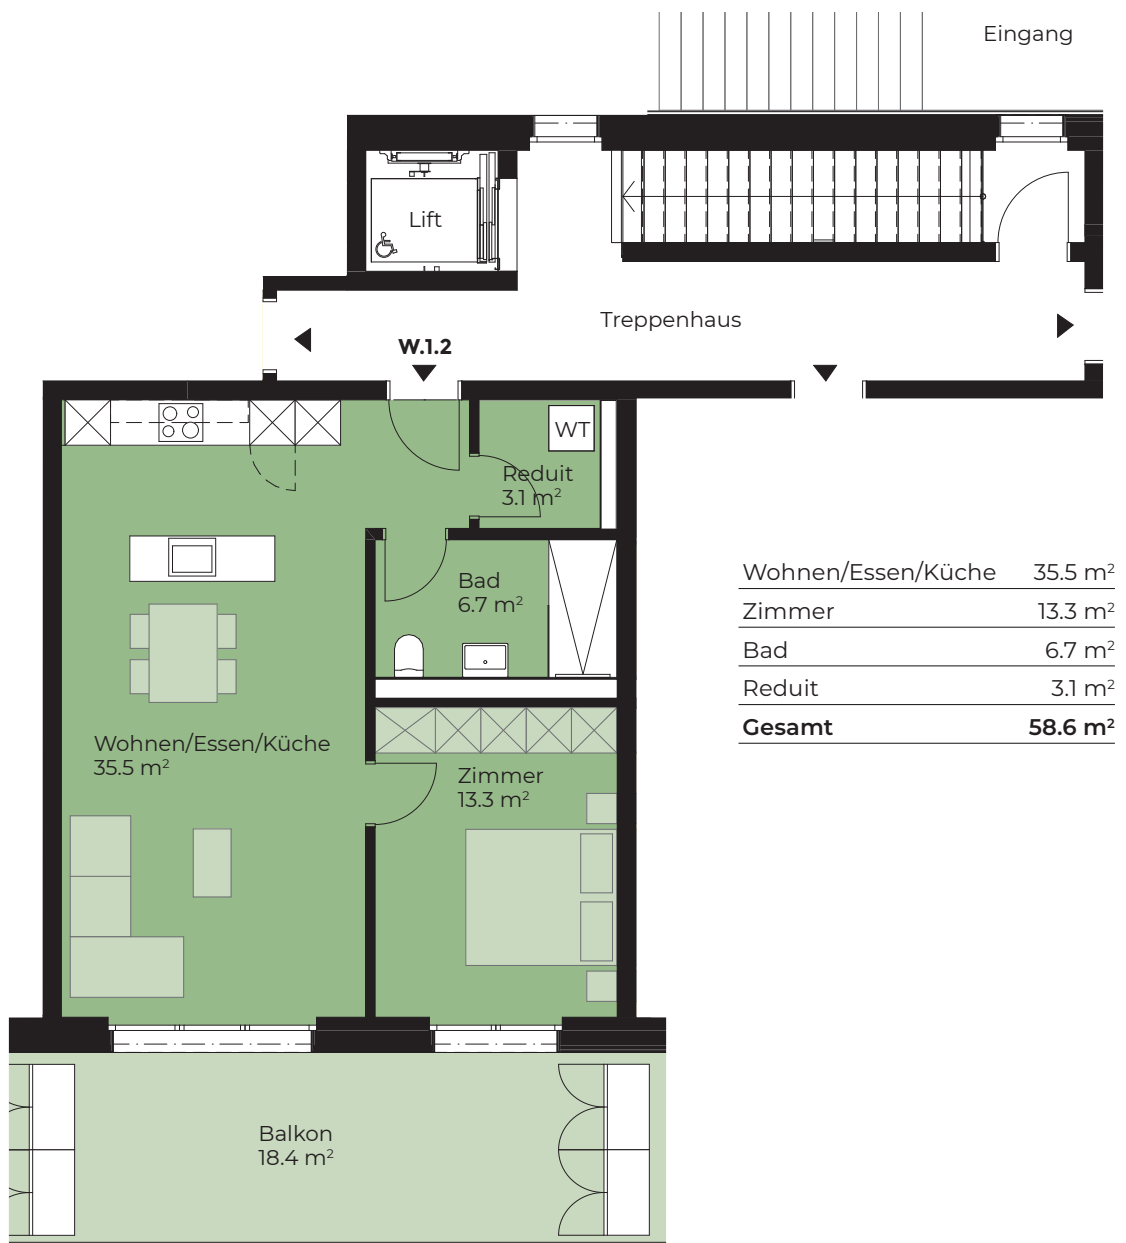 Eingang
Lift
Treppenhaus
W.1.2
WT
Reduit
3.1 m²
Bad
6.7 m²
Wohnen/Essen/Küche 35.5 m²
Zimmer 13.3 m²
Bad 6.7 m²
Reduit 3.1 m²
Gesamt 58.6 m²
Wohnen/Essen/Küche
35.5 m²
Zimmer
13.3 m²
Balkon
18.4 m²